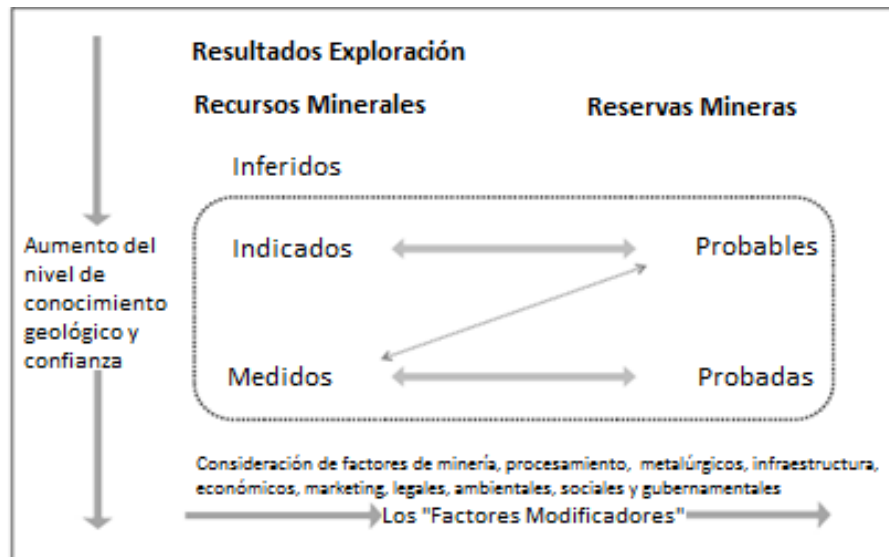 Resultados Exploración
Recursos Minerales
Reservas Mineras
Inferidos
Indicados
Probables
Medidos
Probadas
Aumento del
nivel de
conocimiento
geológico y
confianza
Consideración de factores de minería, procesamiento, metalúrgicos, infraestructura,
económicos, marketing, legales, ambientales, sociales y gubernamentales
Los "Factores Modificadores"